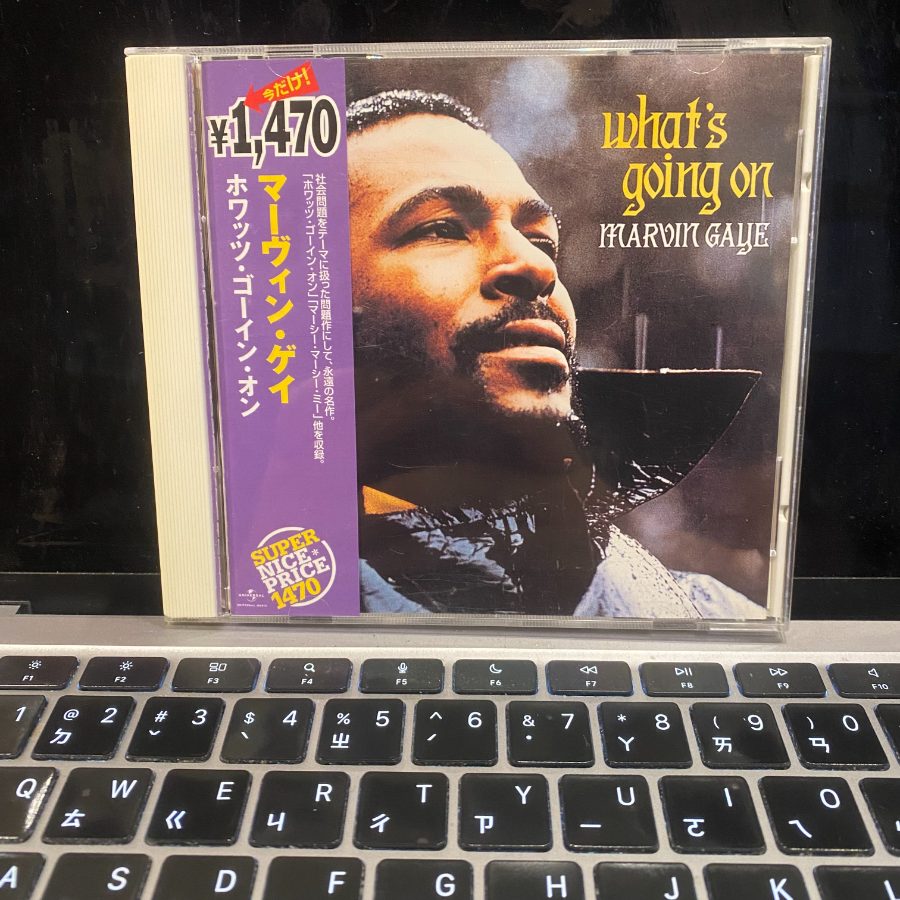 今だけ!
¥1,470
マーヴィン・ゲイ
ホワッツ・ゴーイン・オン
社会問題をテーマに扱った問題作にして、永遠の名作。
「ホワッツ・ゴーイン・オン」「マーシー・マーシー・ミー」他を収録。
SUPER
NICE*
PRICE
1470
UNIVERSAL
UNIVERSAL MUSIC
what's
going on
MARVIN GAYE
F1 F2 F3 F4 F5 F6 F7 F8 F9 F10
1 @ 2 ㄉ # 3 ˇ $ 4 ˋ % 5 ㄓ ^ 6 ˊ & 7 ˙ * 8 ㄚ ( 9 ㄞ ) 0 ㄢ
Q W ㄊ E ㄍ R ㄐ T ㄔ Y ㄗ U ㄧ I ㄛ O ㄟ
A S D F G H J K